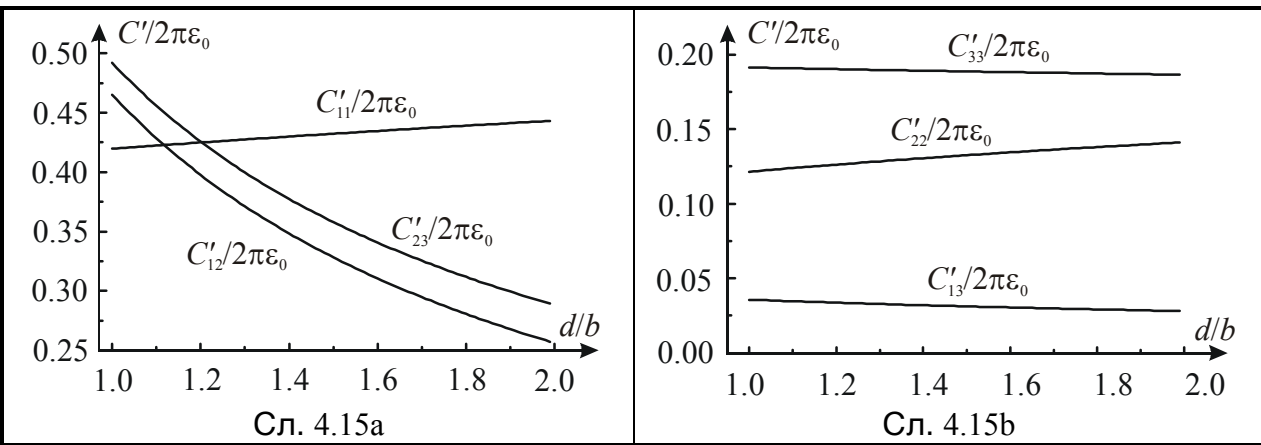 C′/2πε₀
0.50
0.45
0.40
0.35
0.30
0.25
C′₁₁/2πε₀
C′₂₃/2πε₀
C′₁₂/2πε₀
d/b
1.0 1.2 1.4 1.6 1.8 2.0
Сл. 4.15a
C′/2πε₀
0.20
0.15
0.10
0.05
0.00
C′₃₃/2πε₀
C′₂₂/2πε₀
C′₁₃/2πε₀
d/b
1.0 1.2 1.4 1.6 1.8 2.0
Сл. 4.15b